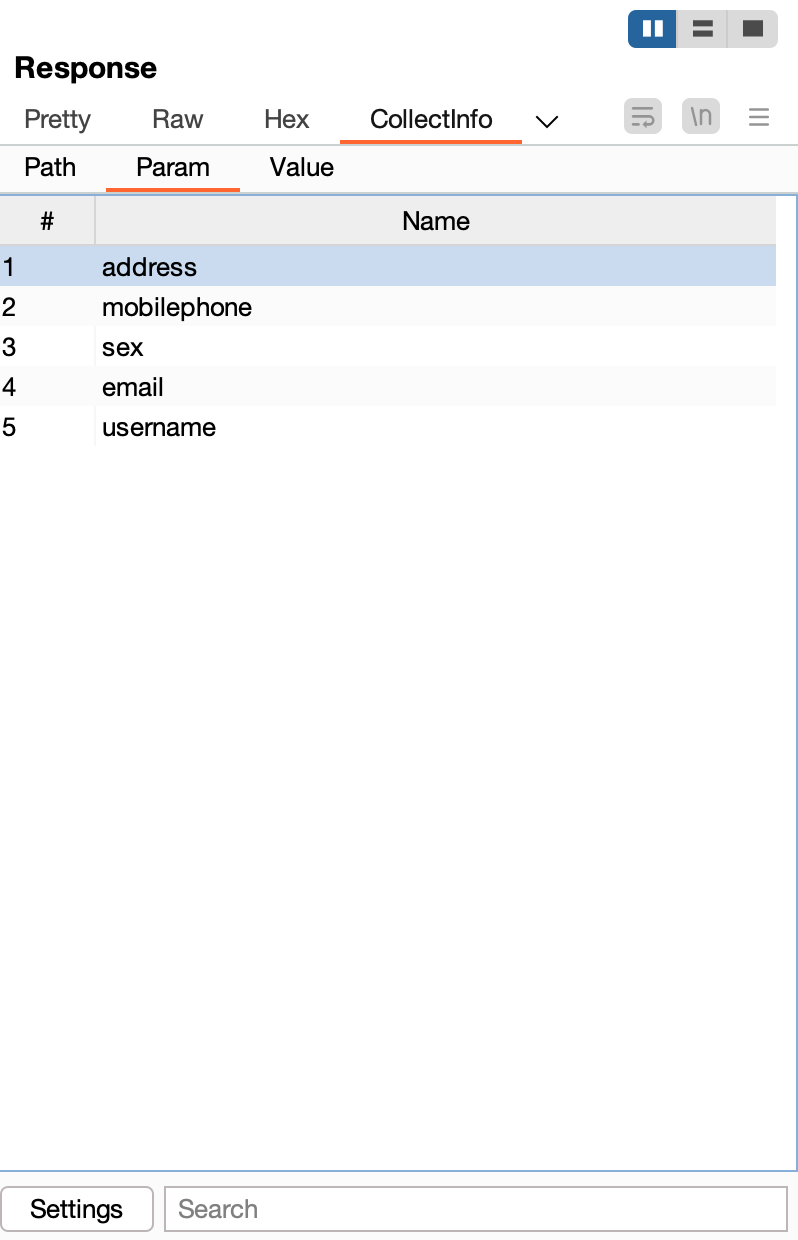 Response
Pretty Raw Hex CollectInfo \n
Path Param Value
# Name
1 address
2 mobilephone
3 sex
4 email
5 username
Settings Search